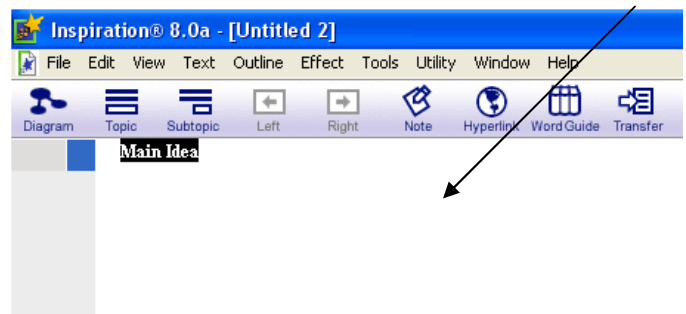 Inspiration® 8.0a - [Untitled 2]
File Edit View Text Outline Effect Tools Utility Window Help
Diagram Topic Subtopic Left Right Note Hyperlink Word Guide Transfer
Main Idea